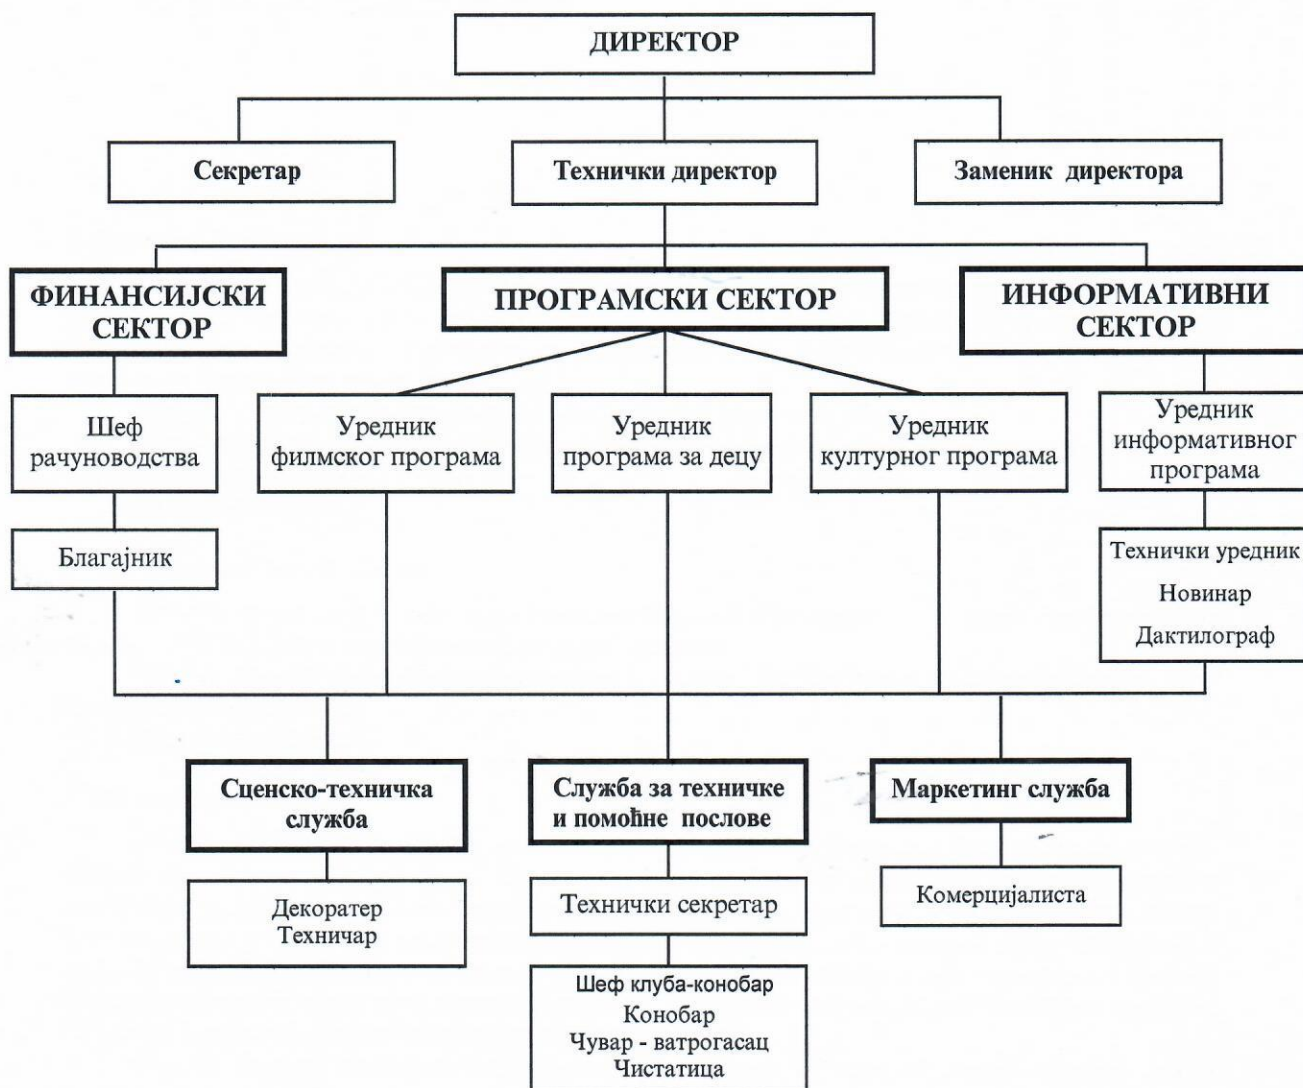 ДИРЕКТОР
Секретар
Технички директор
Заменик директора
ФИНАНСИЈСКИ
СЕКТОР
ПРОГРАМСКИ СЕКТОР
ИНФОРМАТИВНИ
СЕКТОР
Шеф
рачуноводства
Уредник
филмског програма
Уредник
програма за децу
Уредник
културног програма
Уредник
информативног
програма
Благајник
Технички уредник
Новинар
Дактилограф
Сценско-техничка
служба
Служба за техничке
и помоћне послове
Маркетинг служба
Декоратер
Техничар
Технички секретар
Комерцијалиста
Шеф клуба-конобар
Конобар
Чувар - ватрогасац
Чистатица